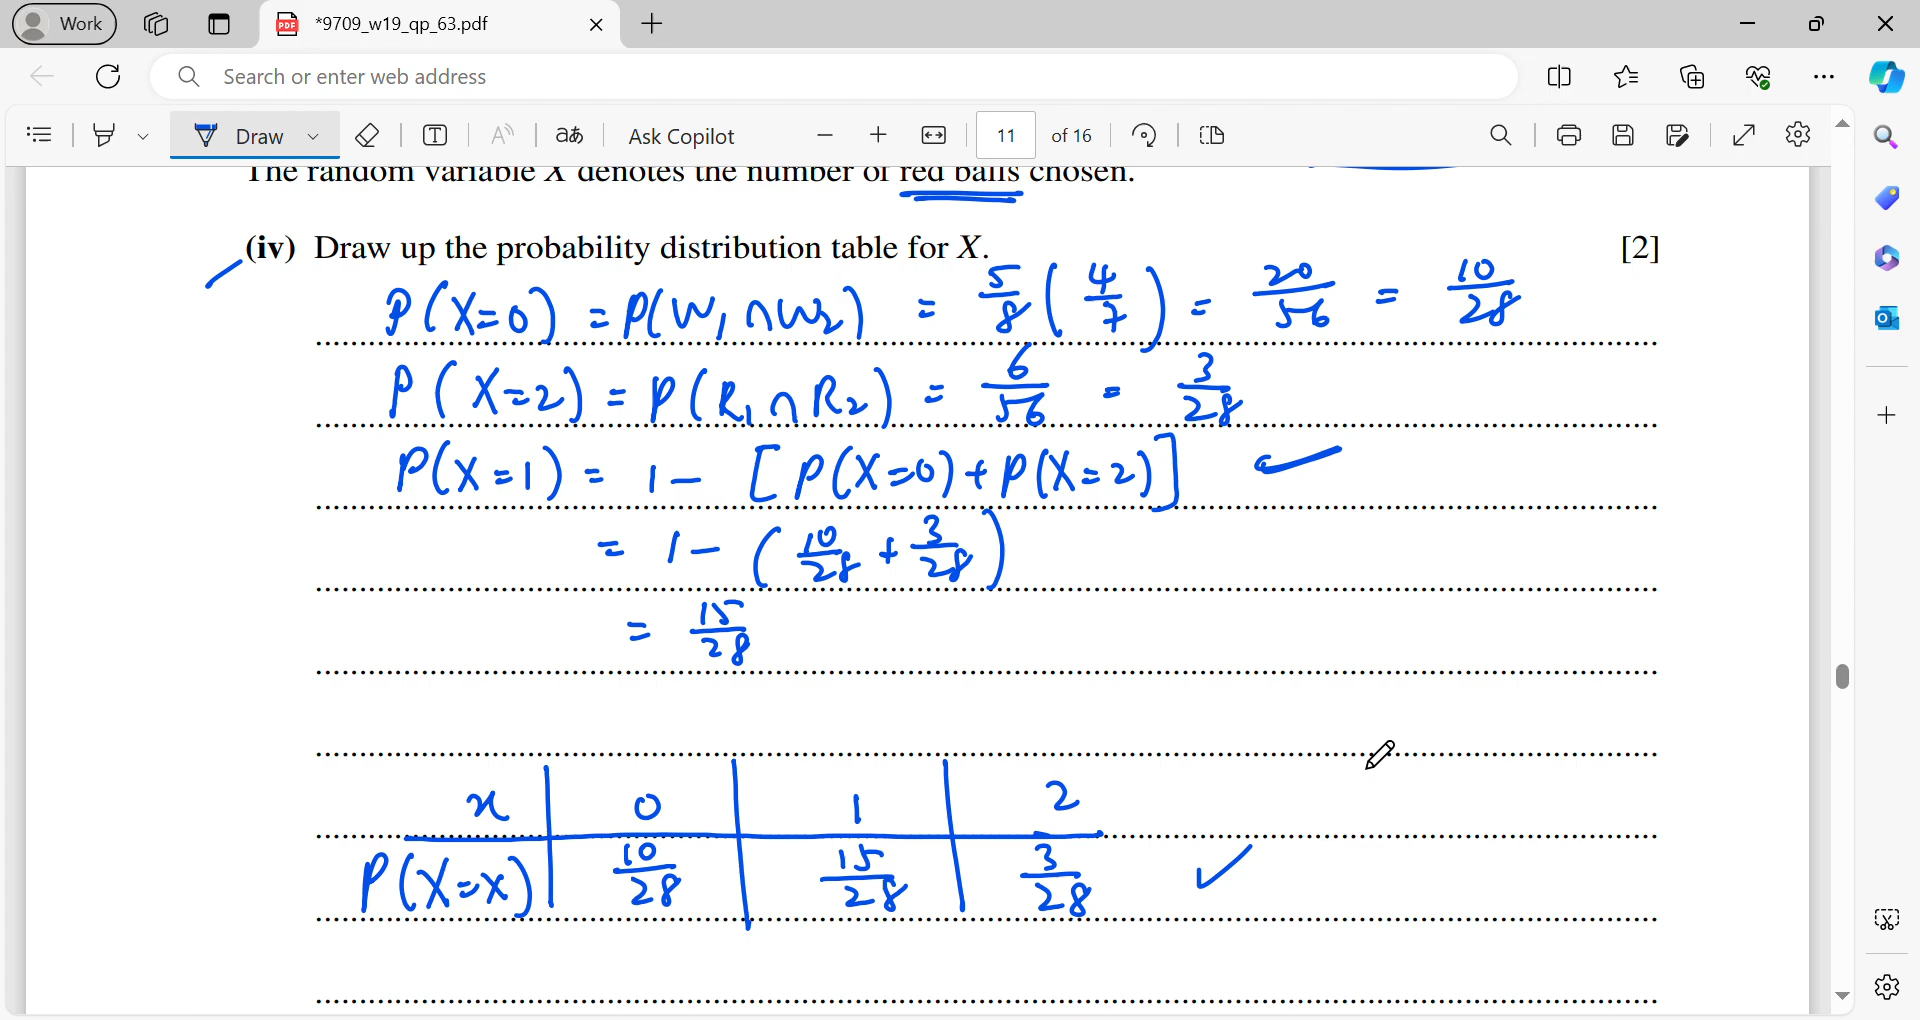 Work
*9709_w19_qp_63.pdf
Search or enter web address
Draw
Ask Copilot
11 of 16
The random variable X denotes the number of red balls chosen.
(iv) Draw up the probability distribution table for X. [2]
P(X=0) = P(W₁ ∩ W₂) = 5/8 (4/7) = 20/56 = 10/28
P(X=2) = P(R₁ ∩ R₂) = 6/56 = 3/28
P(X=1) = 1 - [P(X=0) + P(X=2)]
= 1 - (10/28 + 3/28)
= 15/28
x 0 1 2
P(X=x) 10/28 15/28 3/28